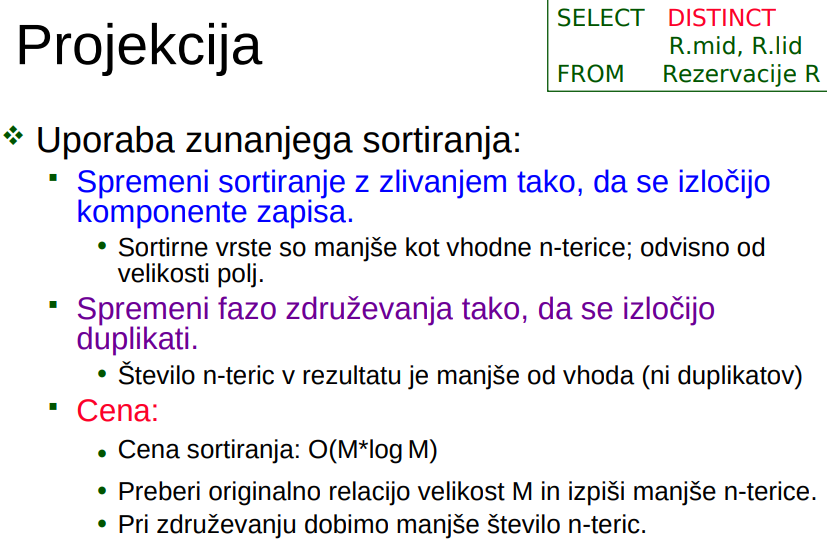 Projekcija
SELECT DISTINCT
R.mid, R.lid
FROM Rezervacije R
❖ Uporaba zunanjega sortiranja:
▪ Spremeni sortiranje z zlivanjem tako, da se izločijo
komponente zapisa.
• Sortirne vrste so manjše kot vhodne n-terice; odvisno od
velikosti polj.
▪ Spremeni fazo združevanja tako, da se izločijo
duplikati.
• Število n-teric v rezultatu je manjše od vhoda (ni duplikatov)
▪ Cena:
• Cena sortiranja: O(M*log M)
• Preberi originalno relacijo velikost M in izpiši manjše n-terice.
• Pri združevanju dobimo manjše število n-teric.